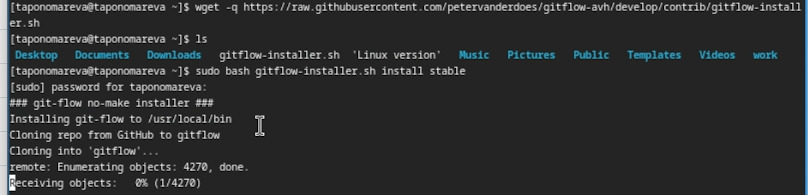 [taponomareva@taponomareva ~]$ wget -q https://raw.githubusercontent.com/petervanderdoes/gitflow-avh/develop/contrib/gitflow-install
er.sh
[taponomareva@taponomareva ~]$ ls
Desktop Documents Downloads gitflow-installer.sh 'Linux version' Music Pictures Public Templates Videos work
[taponomareva@taponomareva ~]$ sudo bash gitflow-installer.sh install stable
[sudo] password for taponomareva:
### git-flow no-make installer ###
Installing git-flow to /usr/local/bin
Cloning repo from GitHub to gitflow
Cloning into 'gitflow'...
remote: Enumerating objects: 4270, done.
Receiving objects: 0% (1/4270)